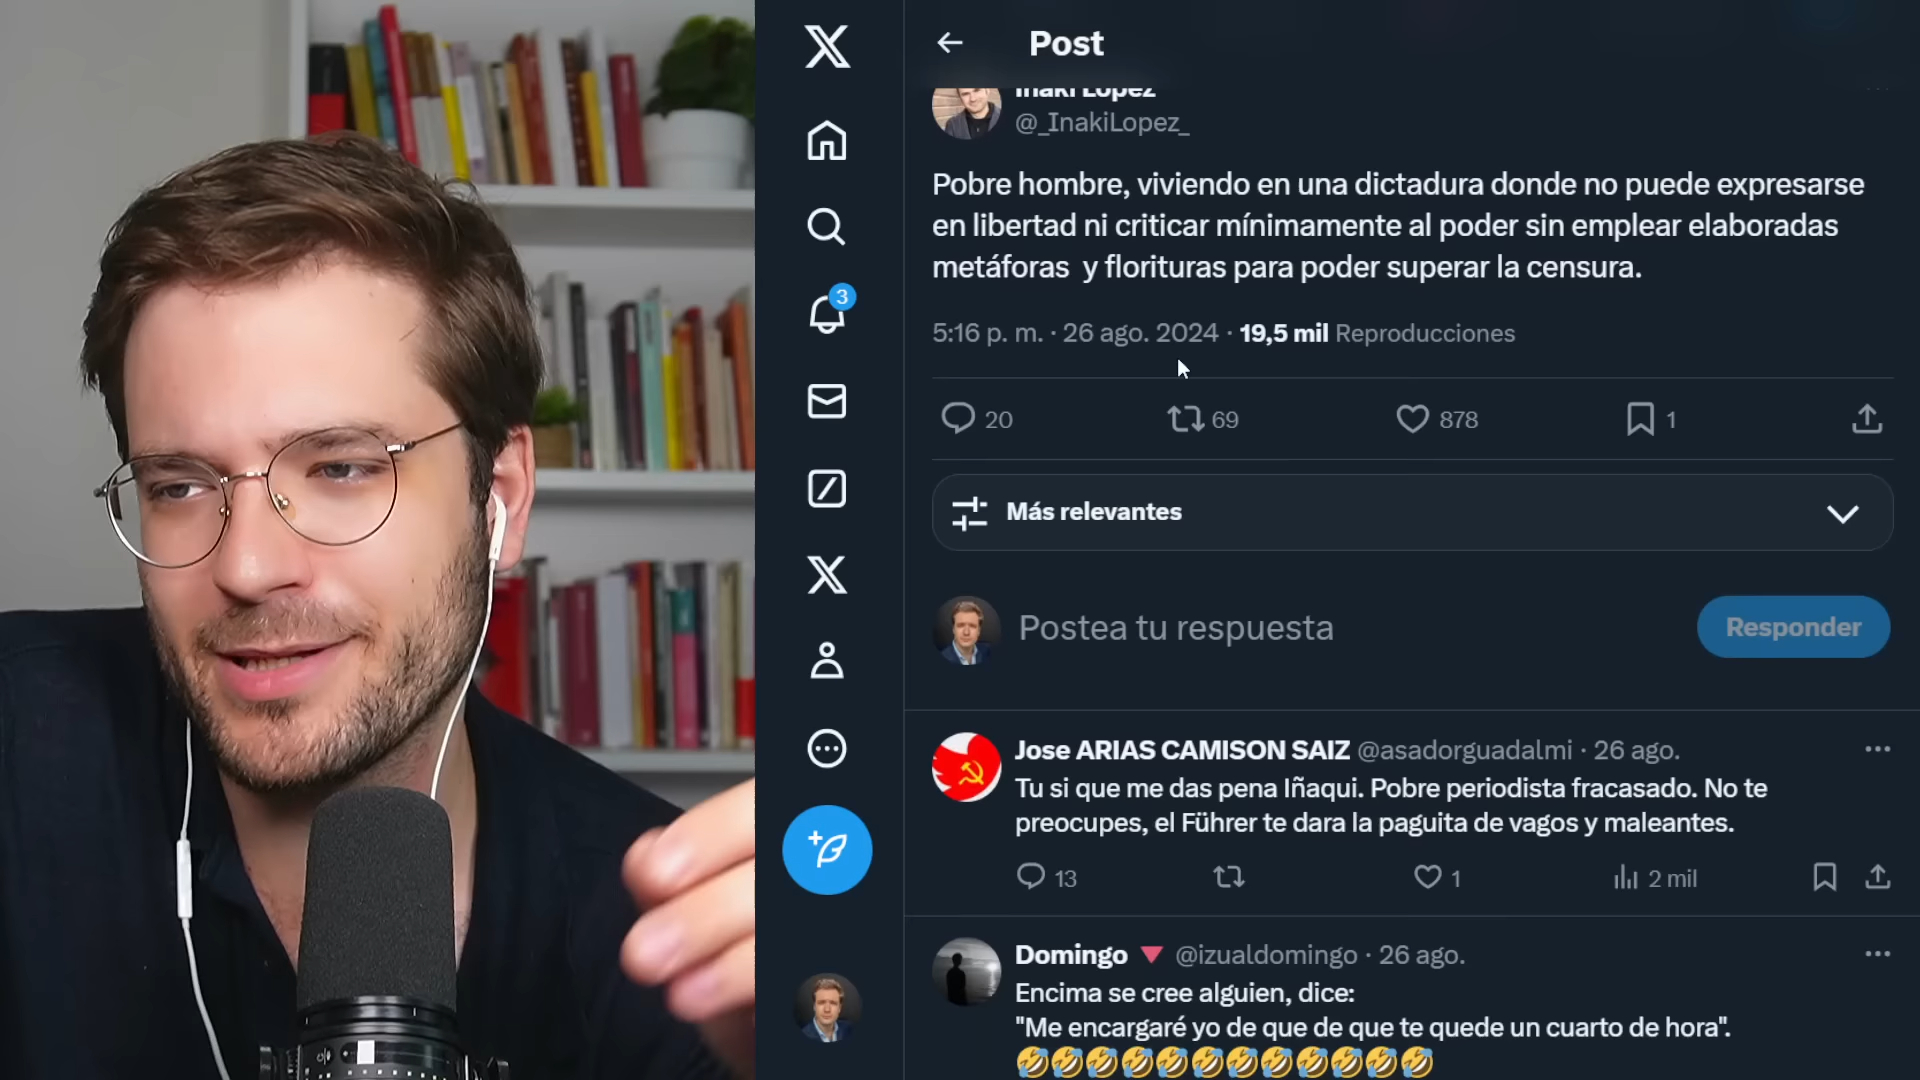 Post
Iñaki López
@_InakiLopez_
Pobre hombre, viviendo en una dictadura donde no puede expresarse
en libertad ni criticar mínimamente al poder sin emplear elaboradas
metáforas y florituras para poder superar la censura.
5:16 p. m. · 26 ago. 2024 · 19,5 mil Reproducciones
20 69 878 1
Más relevantes
Postea tu respuesta
Responder
Jose ARIAS CAMISON SAIZ @asadorguadalmi · 26 ago.
Tu si que me das pena Iñaqui. Pobre periodista fracasado. No te
preocupes, el Führer te dara la paguita de vagos y maleantes.
13 1 2 mil
Domingo 🔻 @izualdomingo · 26 ago.
Encima se cree alguien, dice:
"Me encargaré yo de que de que te quede un cuarto de hora".
🤣🤣🤣🤣🤣🤣🤣🤣🤣🤣🤣🤣
3